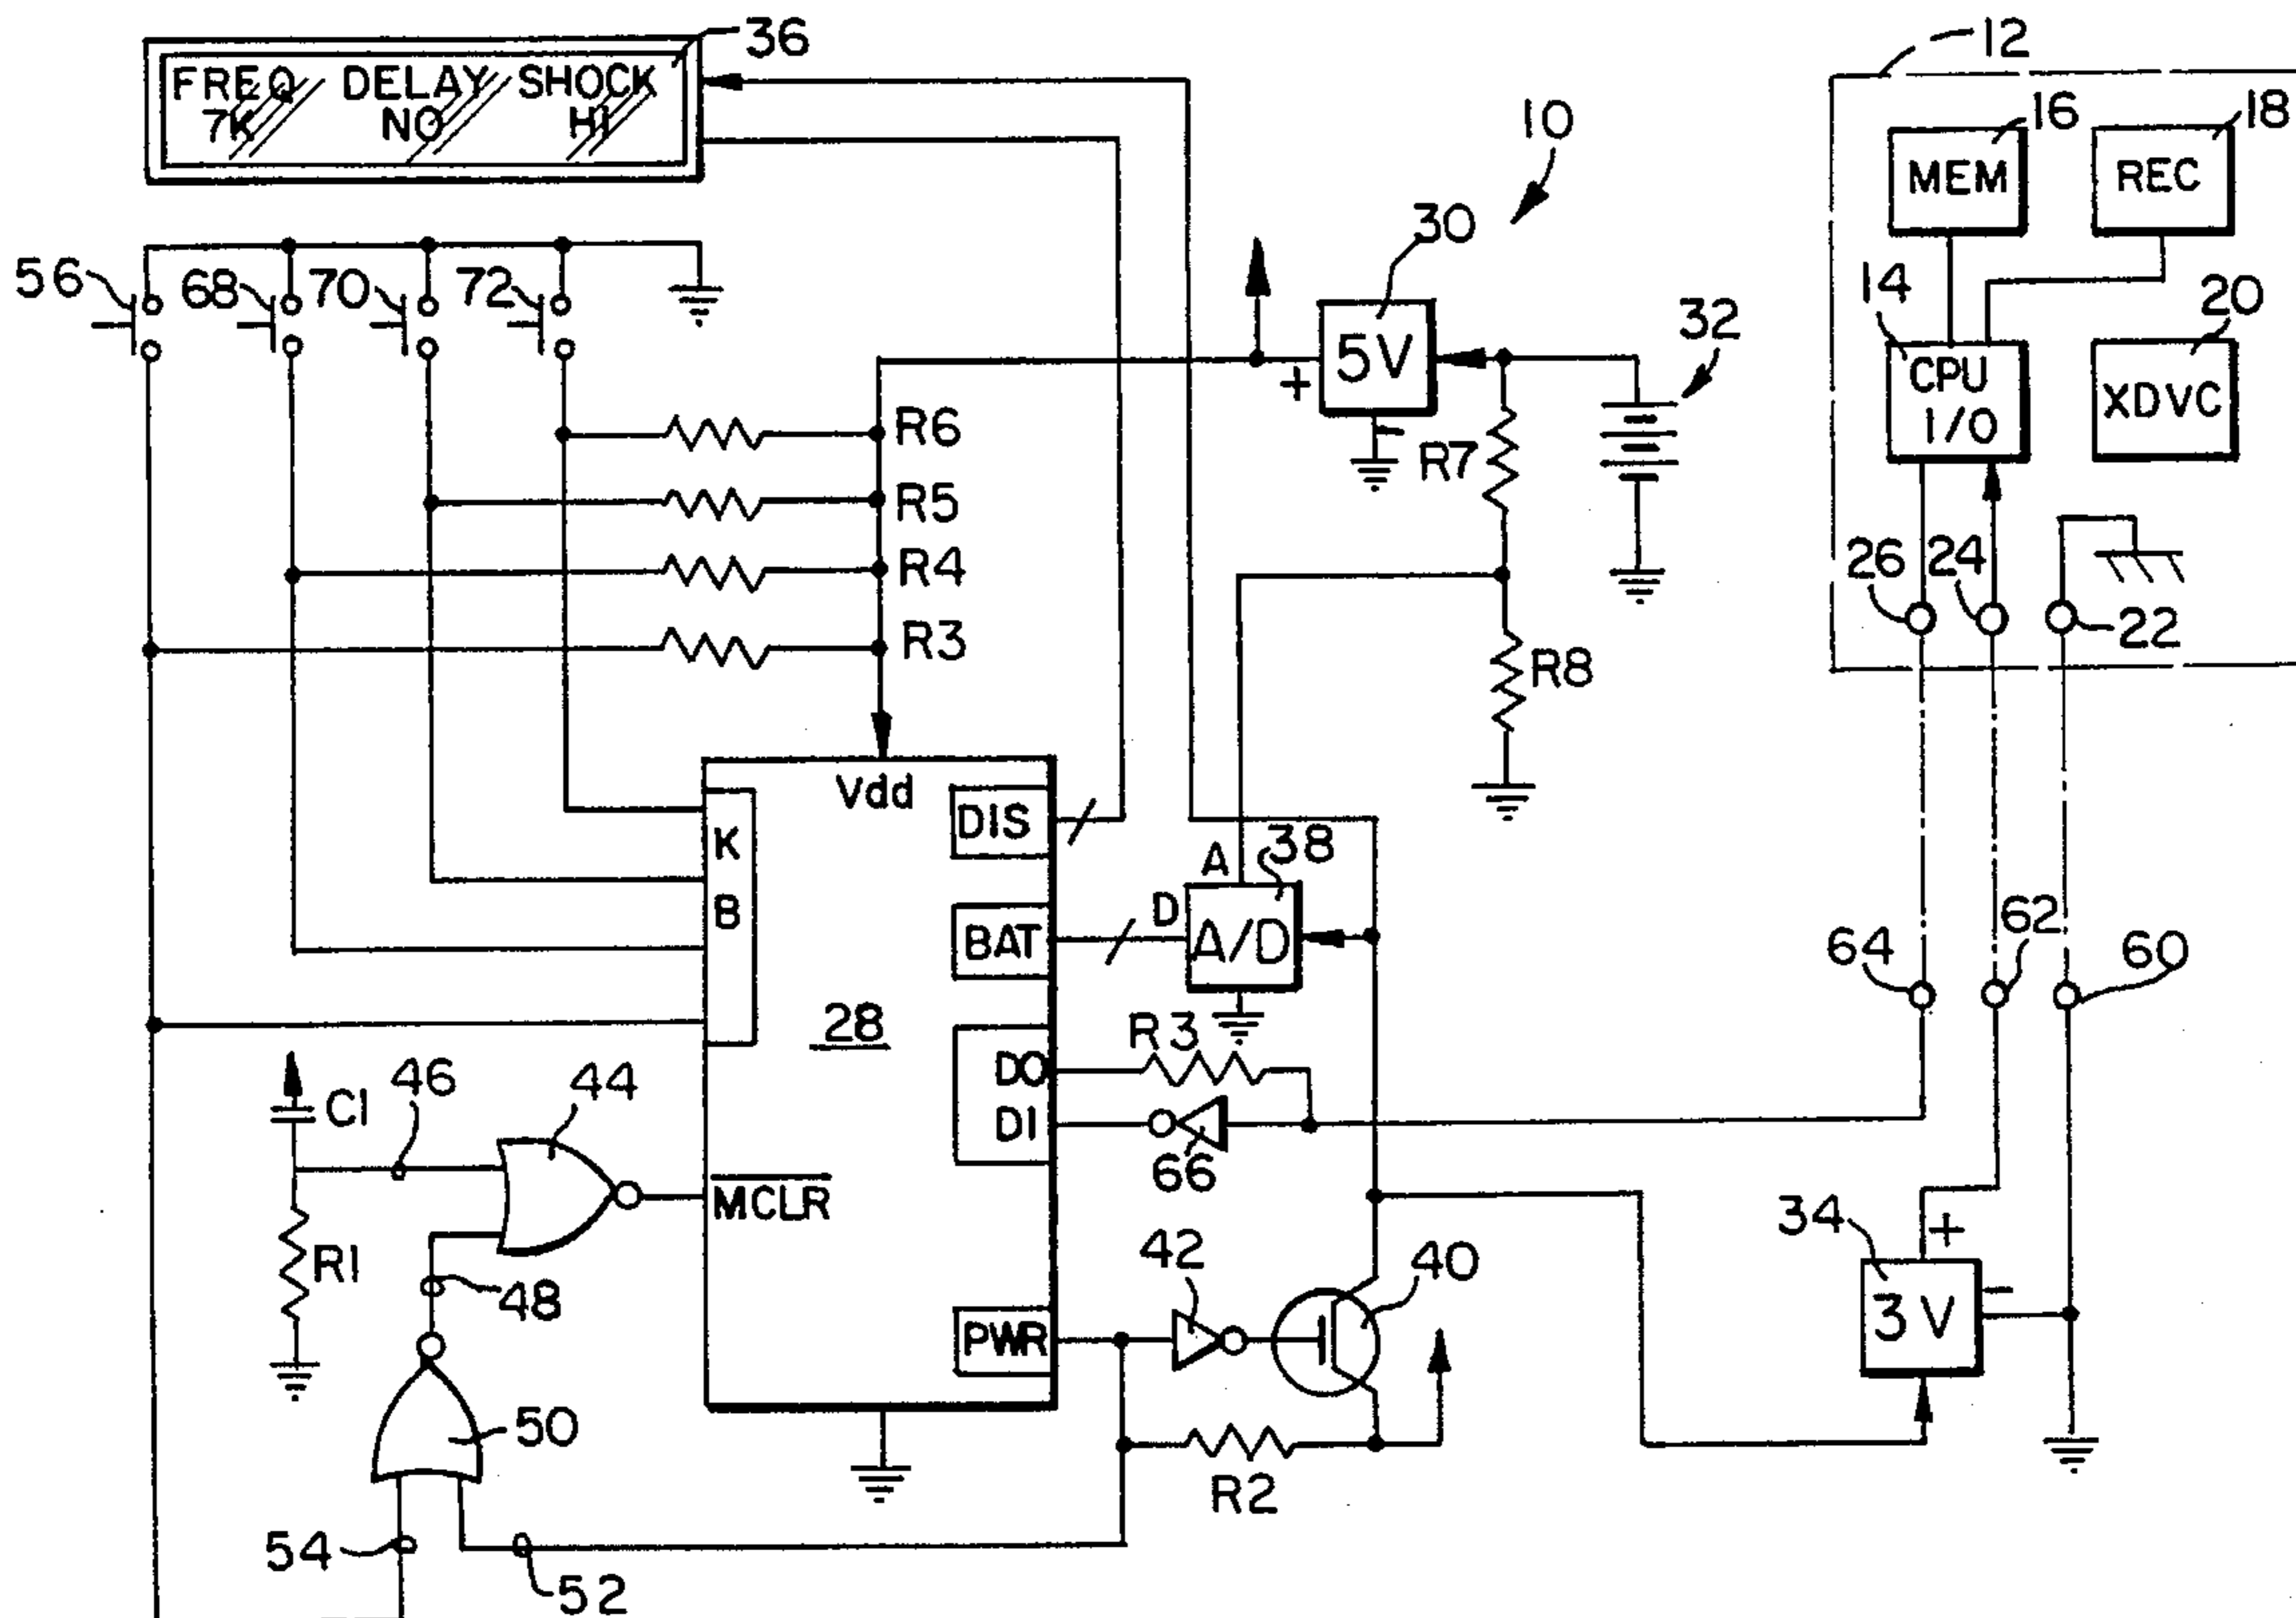 36
FREQ DELAY SHOCK
7K NO HI
12
10
MEM
16
REC
18
56
68
70
72
30
5V
+
-
32
14
CPU
I/O
20
XDVC
R6
R5
R4
R3
R7
R8
26
24
22
Vdd
K
B
DIS
BAT
A
D
38
A/D
28
64
62
60
C1
46
44
R3
DO
DI
66
MCLR
R1
48
PWR
42
40
34
+
-
3V
50
R2
54
52